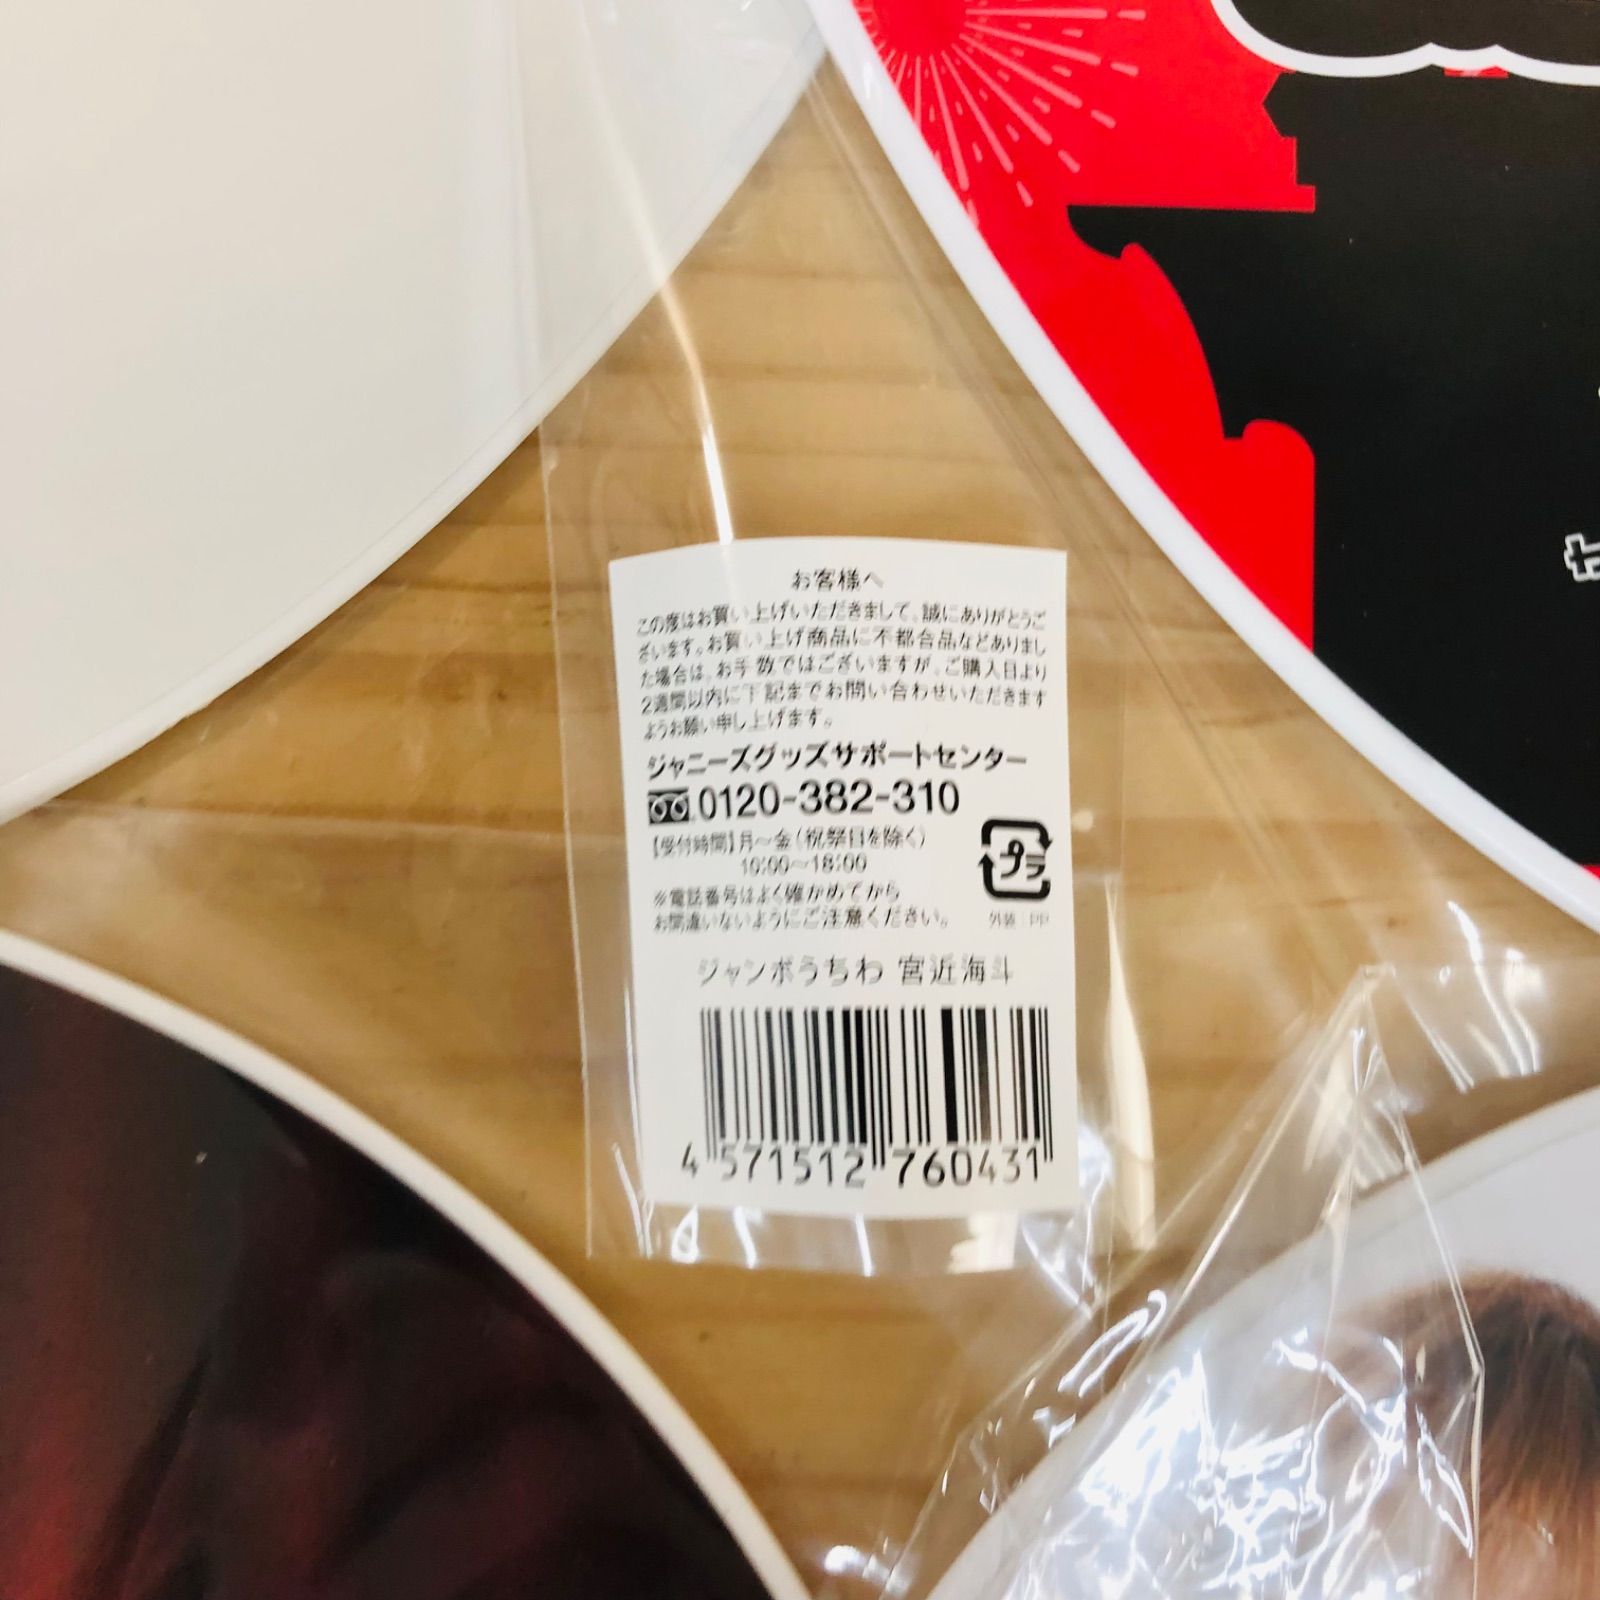 お客様へ
この度はお買い上げいただきまして、誠にありがとうご
ざいます。お買い上げ商品に不都合品などありまし
た場合は、お手数ではございますが、ご購入日より
2週間以内に下記までお問い合わせいただきます
ようお願い申し上げます。
ジャニーズグッズサポートセンター
0120-382-310
【受付時間】月～金(祝祭日を除く)
10:00～18:00
※電話番号はよく確かめてから
お間違いないようにご注意ください。
プラ
外装:PP
ジャンボうちわ 宮近海斗
4 571512 760431